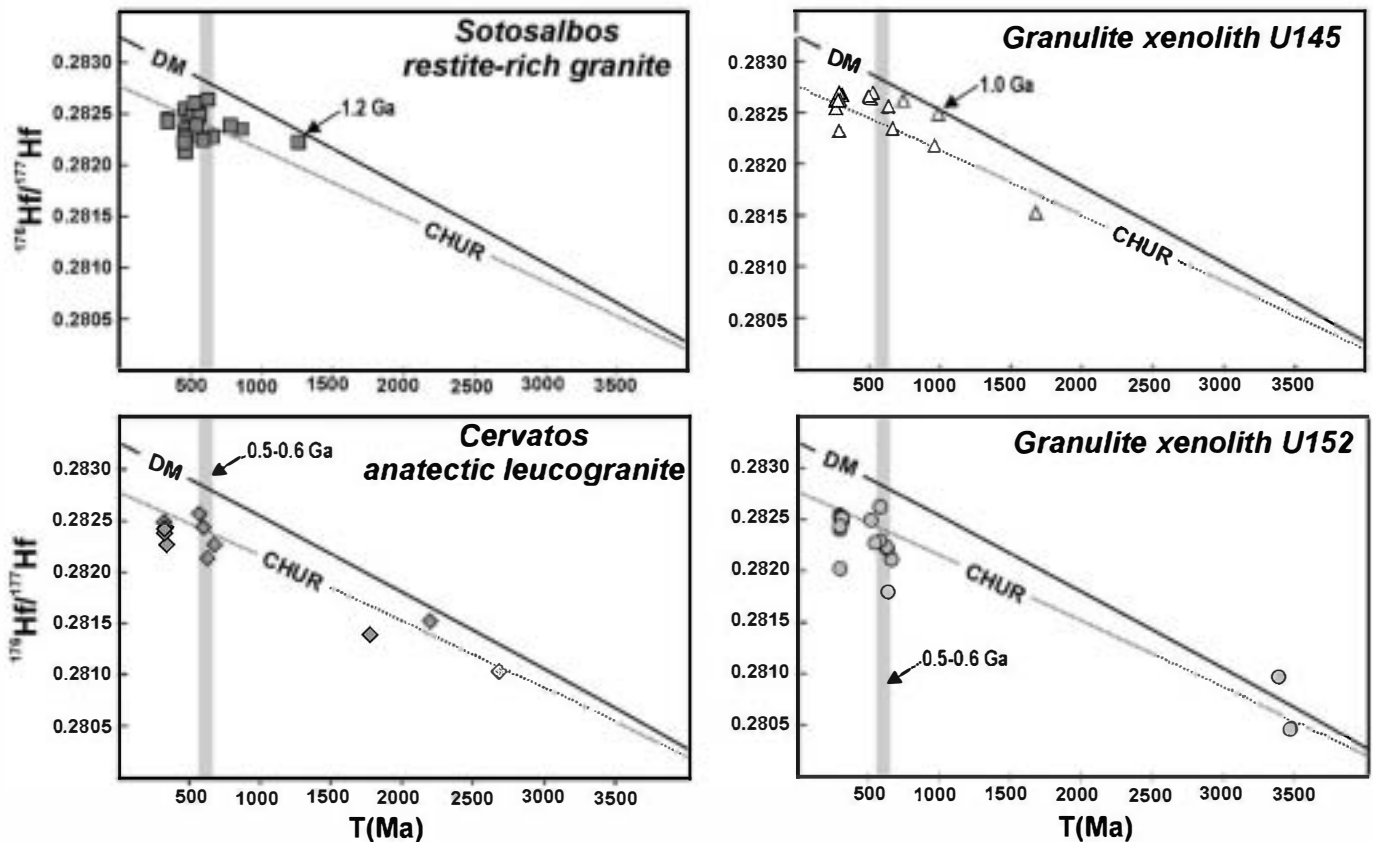 Sotosalbos
restite-rich granite
¹⁷⁶Hf/¹⁷⁷Hf
0.2830
0.2825
0.2820
0.2815
0.2810
0.2805
DM
1.2 Ga
CHUR
500 1000 1500 2000 2500 3000 3500
Granulite xenolith U145
0.2830
0.2825
0.2820
0.2815
0.2810
0.2805
DM
1.0 Ga
CHUR
500 1000 1500 2000 2500 3000 3500
Cervatos
anatectic leucogranite
¹⁷⁶Hf/¹⁷⁷Hf
0.2830
0.2825
0.2820
0.2815
0.2810
0.2805
DM
0.5-0.6 Ga
CHUR
500 1000 1500 2000 2500 3000 3500
T(Ma)
Granulite xenolith U152
0.2830
0.2825
0.2820
0.2815
0.2810
0.2805
DM
CHUR
0.5-0.6 Ga
500 1000 1500 2000 2500 3000 3500
T(Ma)